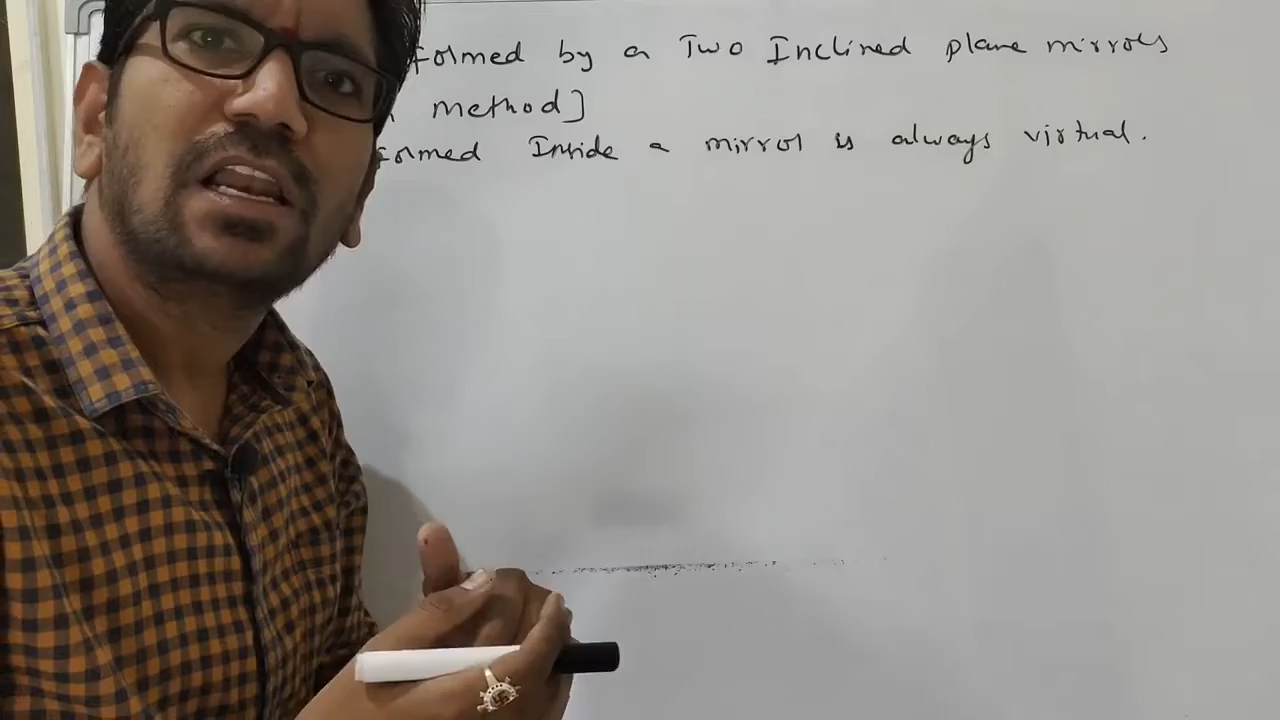 formed by a Two Inclined plane mirrors
method]
formed Inside a mirror is always virtual.